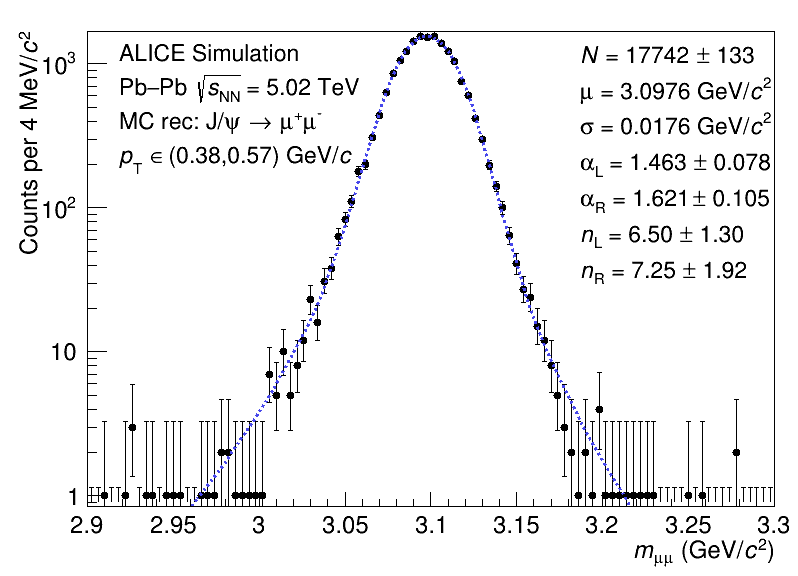 Counts per 4 MeV/c²
10³
10²
10
1
ALICE Simulation
Pb–Pb √s_NN = 5.02 TeV
MC rec: J/ψ → μ⁺μ⁻
p_T ∈ (0.38,0.57) GeV/c
N = 17742 ± 133
μ = 3.0976 GeV/c²
σ = 0.0176 GeV/c²
α_L = 1.463 ± 0.078
α_R = 1.621 ± 0.105
n_L = 6.50 ± 1.30
n_R = 7.25 ± 1.92
2.9 2.95 3 3.05 3.1 3.15 3.2 3.25 3.3
m_μμ (GeV/c²)